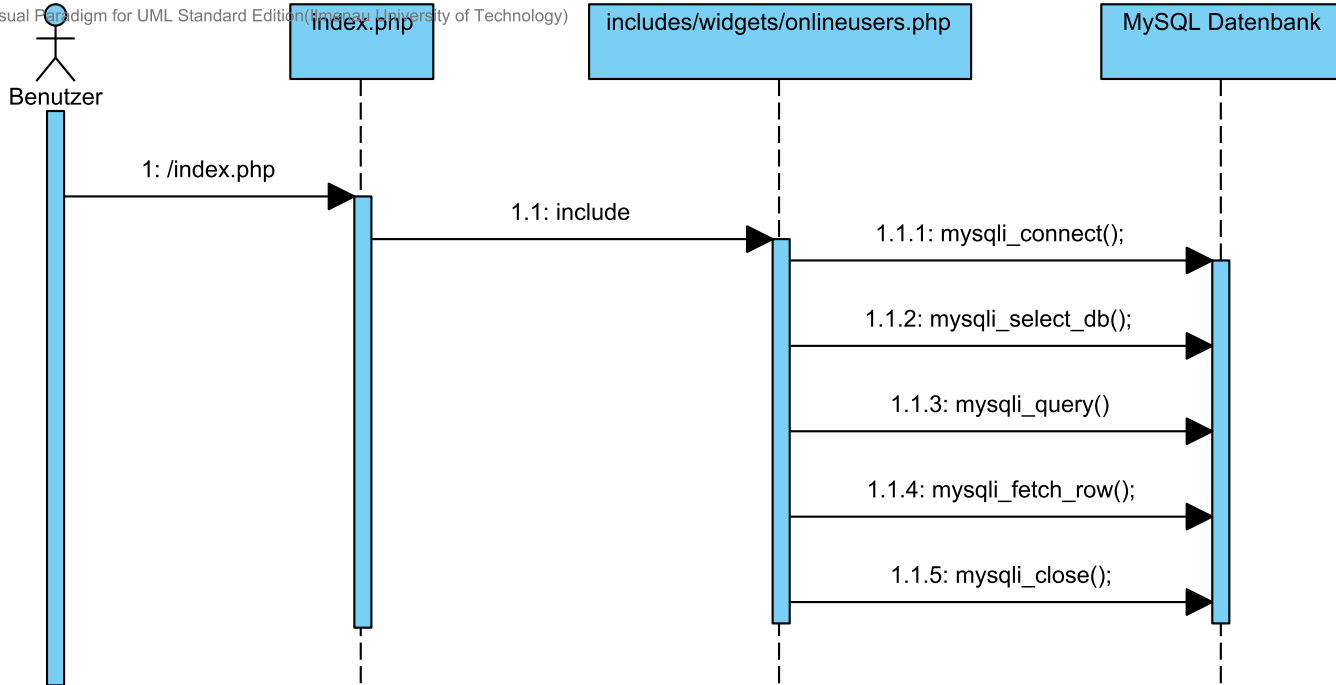 sual Paradigm for UML Standard Edition(Ilmenau University of Technology)
index.php
includes/widgets/onlineusers.php
MySQL Datenbank
Benutzer
1: /index.php
1.1: include
1.1.1: mysqli_connect();
1.1.2: mysqli_select_db();
1.1.3: mysqli_query()
1.1.4: mysqli_fetch_row();
1.1.5: mysqli_close();